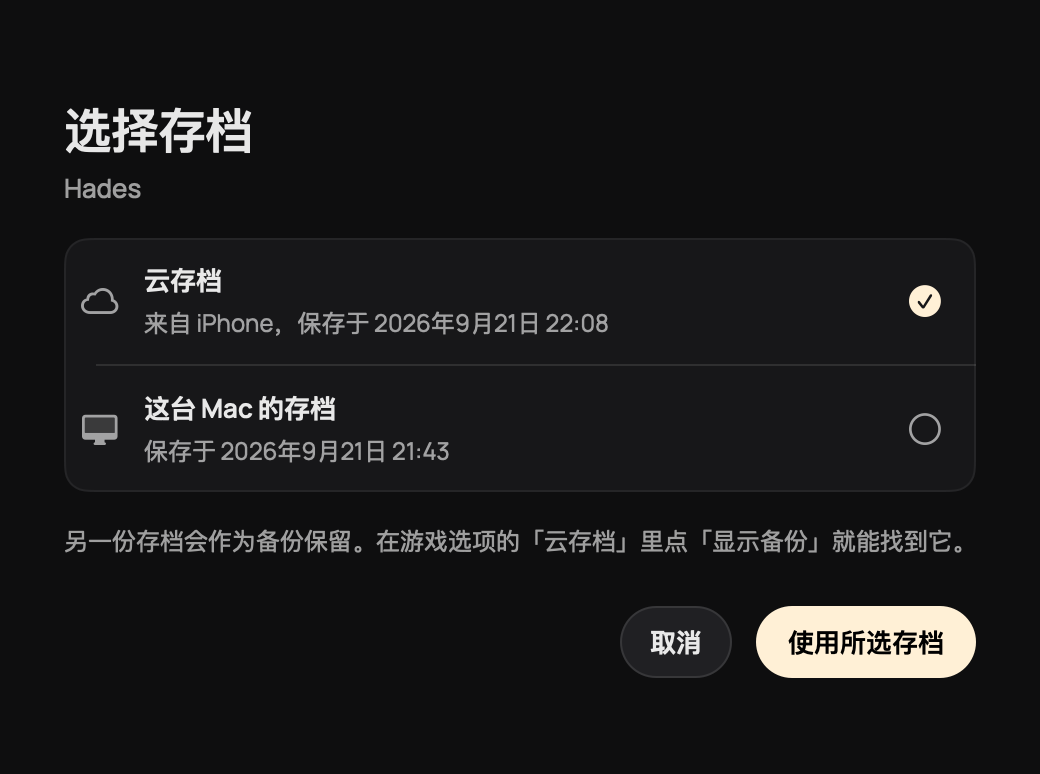 选择存档
Hades
云存档
来自 iPhone，保存于 2026年9月21日 22:08
这台 Mac 的存档
保存于 2026年9月21日 21:43
另一份存档会作为备份保留。在游戏选项的「云存档」里点「显示备份」就能找到它。
取消
使用所选存档